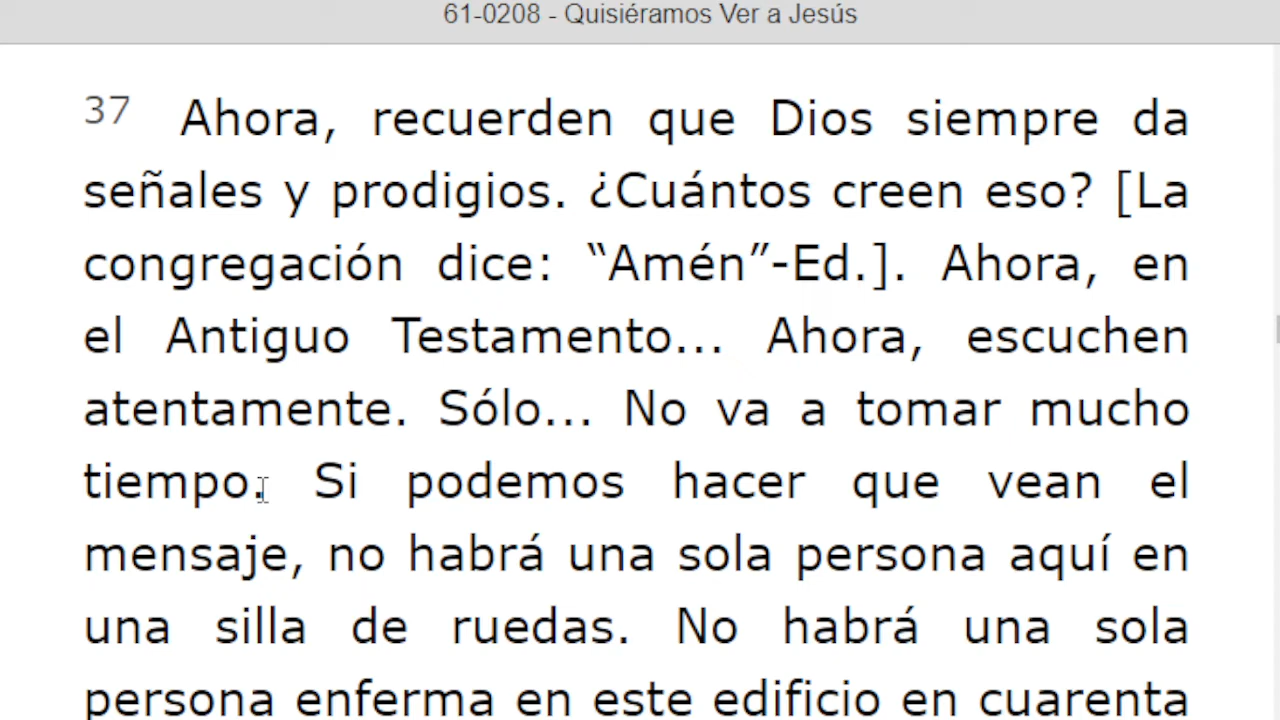 61-0208 - Quisiéramos Ver a Jesús
37 Ahora, recuerden que Dios siempre da
señales y prodigios. ¿Cuántos creen eso? [La
congregación dice: “Amén”-Ed.]. Ahora, en
el Antiguo Testamento... Ahora, escuchen
atentamente. Sólo... No va a tomar mucho
tiempo. Si podemos hacer que vean el
mensaje, no habrá una sola persona aquí en
una silla de ruedas. No habrá una sola
persona enferma en este edificio en cuarenta